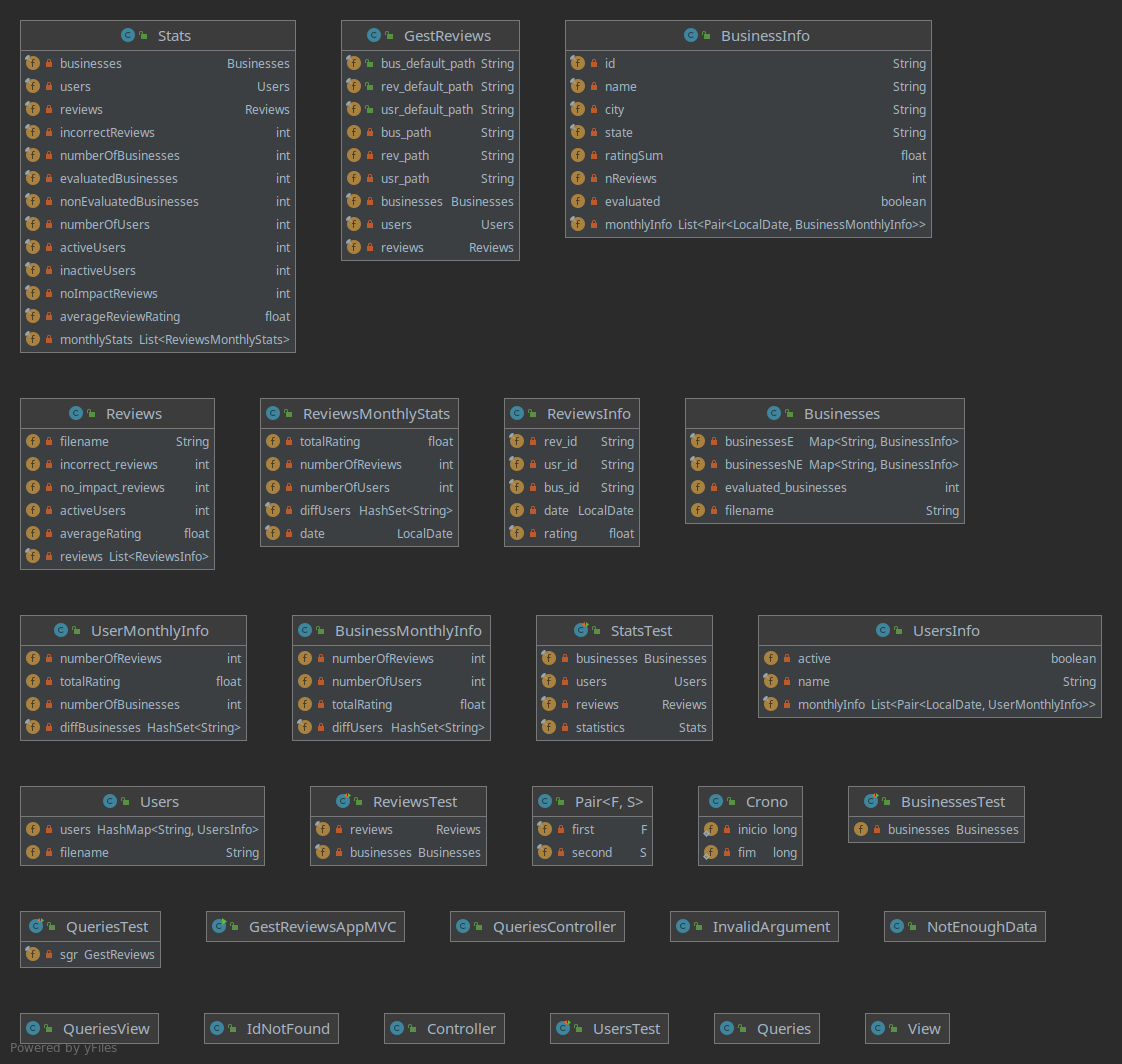 Stats
businesses Businesses
users Users
reviews Reviews
incorrectReviews int
numberOfBusinesses int
evaluatedBusinesses int
nonEvaluatedBusinesses int
numberOfUsers int
activeUsers int
inactiveUsers int
noImpactReviews int
averageReviewRating float
monthlyStats List<ReviewsMonthlyStats>
GestReviews
bus_default_path String
rev_default_path String
usr_default_path String
bus_path String
rev_path String
usr_path String
businesses Businesses
users Users
reviews Reviews
BusinessInfo
id String
name String
city String
state String
ratingSum float
nReviews int
evaluated boolean
monthlyInfo List<Pair<LocalDate, BusinessMonthlyInfo>>
Reviews
filename String
incorrect_reviews int
no_impact_reviews int
activeUsers int
averageRating float
reviews List<ReviewsInfo>
ReviewsMonthlyStats
totalRating float
numberOfReviews int
numberOfUsers int
diffUsers HashSet<String>
date LocalDate
ReviewsInfo
rev_id String
usr_id String
bus_id String
date LocalDate
rating float
Businesses
businessesE Map<String, BusinessInfo>
businessesNE Map<String, BusinessInfo>
evaluated_businesses int
filename String
UserMonthlyInfo
numberOfReviews int
totalRating float
numberOfBusinesses int
diffBusinesses HashSet<String>
BusinessMonthlyInfo
numberOfReviews int
numberOfUsers int
totalRating float
diffUsers HashSet<String>
StatsTest
businesses Businesses
users Users
reviews Reviews
statistics Stats
UsersInfo
active boolean
name String
monthlyInfo List<Pair<LocalDate, UserMonthlyInfo>>
Users
users HashMap<String, UsersInfo>
filename String
ReviewsTest
reviews Reviews
businesses Businesses
Pair<F, S>
first F
second S
Crono
inicio long
fim long
BusinessesTest
businesses Businesses
QueriesTest
sgr GestReviews
GestReviewsAppMVC
QueriesController
InvalidArgument
NotEnoughData
QueriesView
IdNotFound
Controller
UsersTest
Queries
View
Powered by yFiles